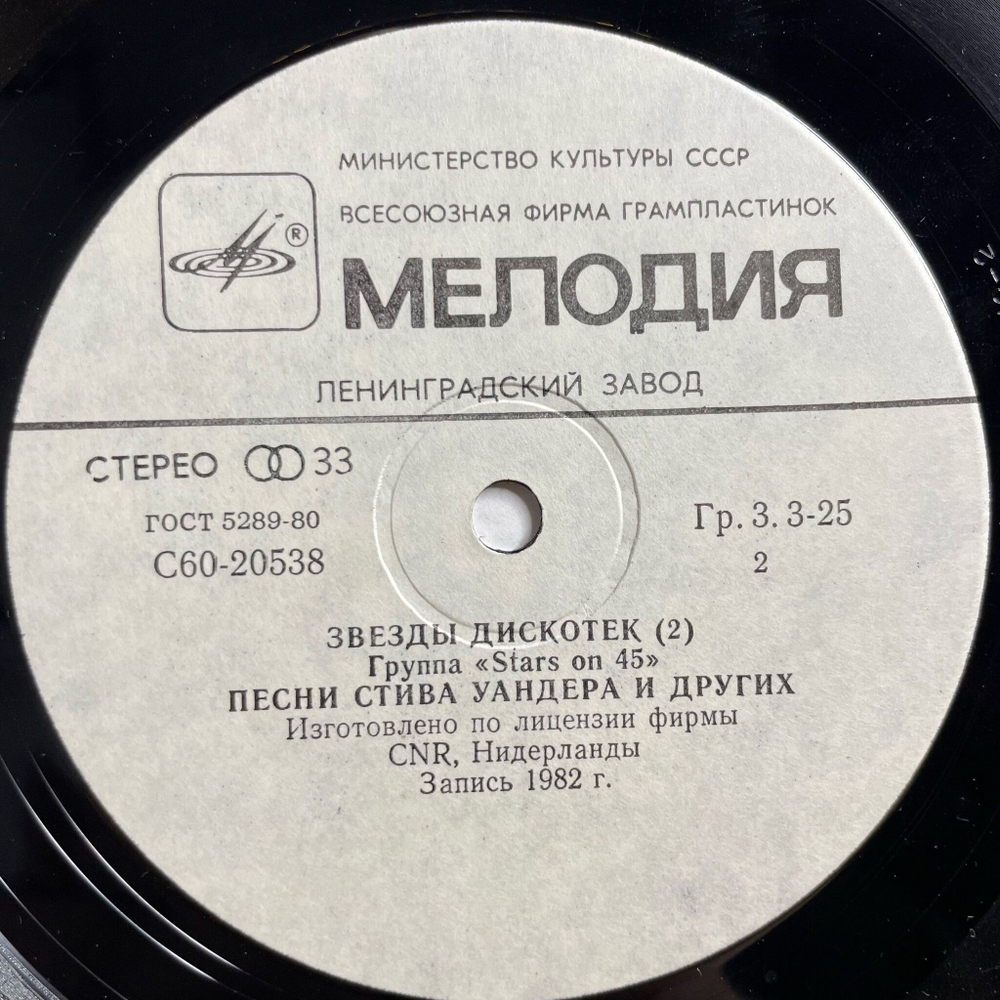 МИНИСТЕРСТВО КУЛЬТУРЫ СССР
ВСЕСОЮЗНАЯ ФИРМА ГРАМПЛАСТИНОК
®
МЕЛОДИЯ
ЛЕНИНГРАДСКИЙ ЗАВОД
СТЕРЕО 33
ГОСТ 5289-80
Гр. 3. 3-25
С60-20538
2
ЗВЕЗДЫ ДИСКОТЕК (2)
Группа «Stars on 45»
ПЕСНИ СТИВА УАНДЕРА И ДРУГИХ
Изготовлено по лицензии фирмы
CNR, Нидерланды
Запись 1982 г.